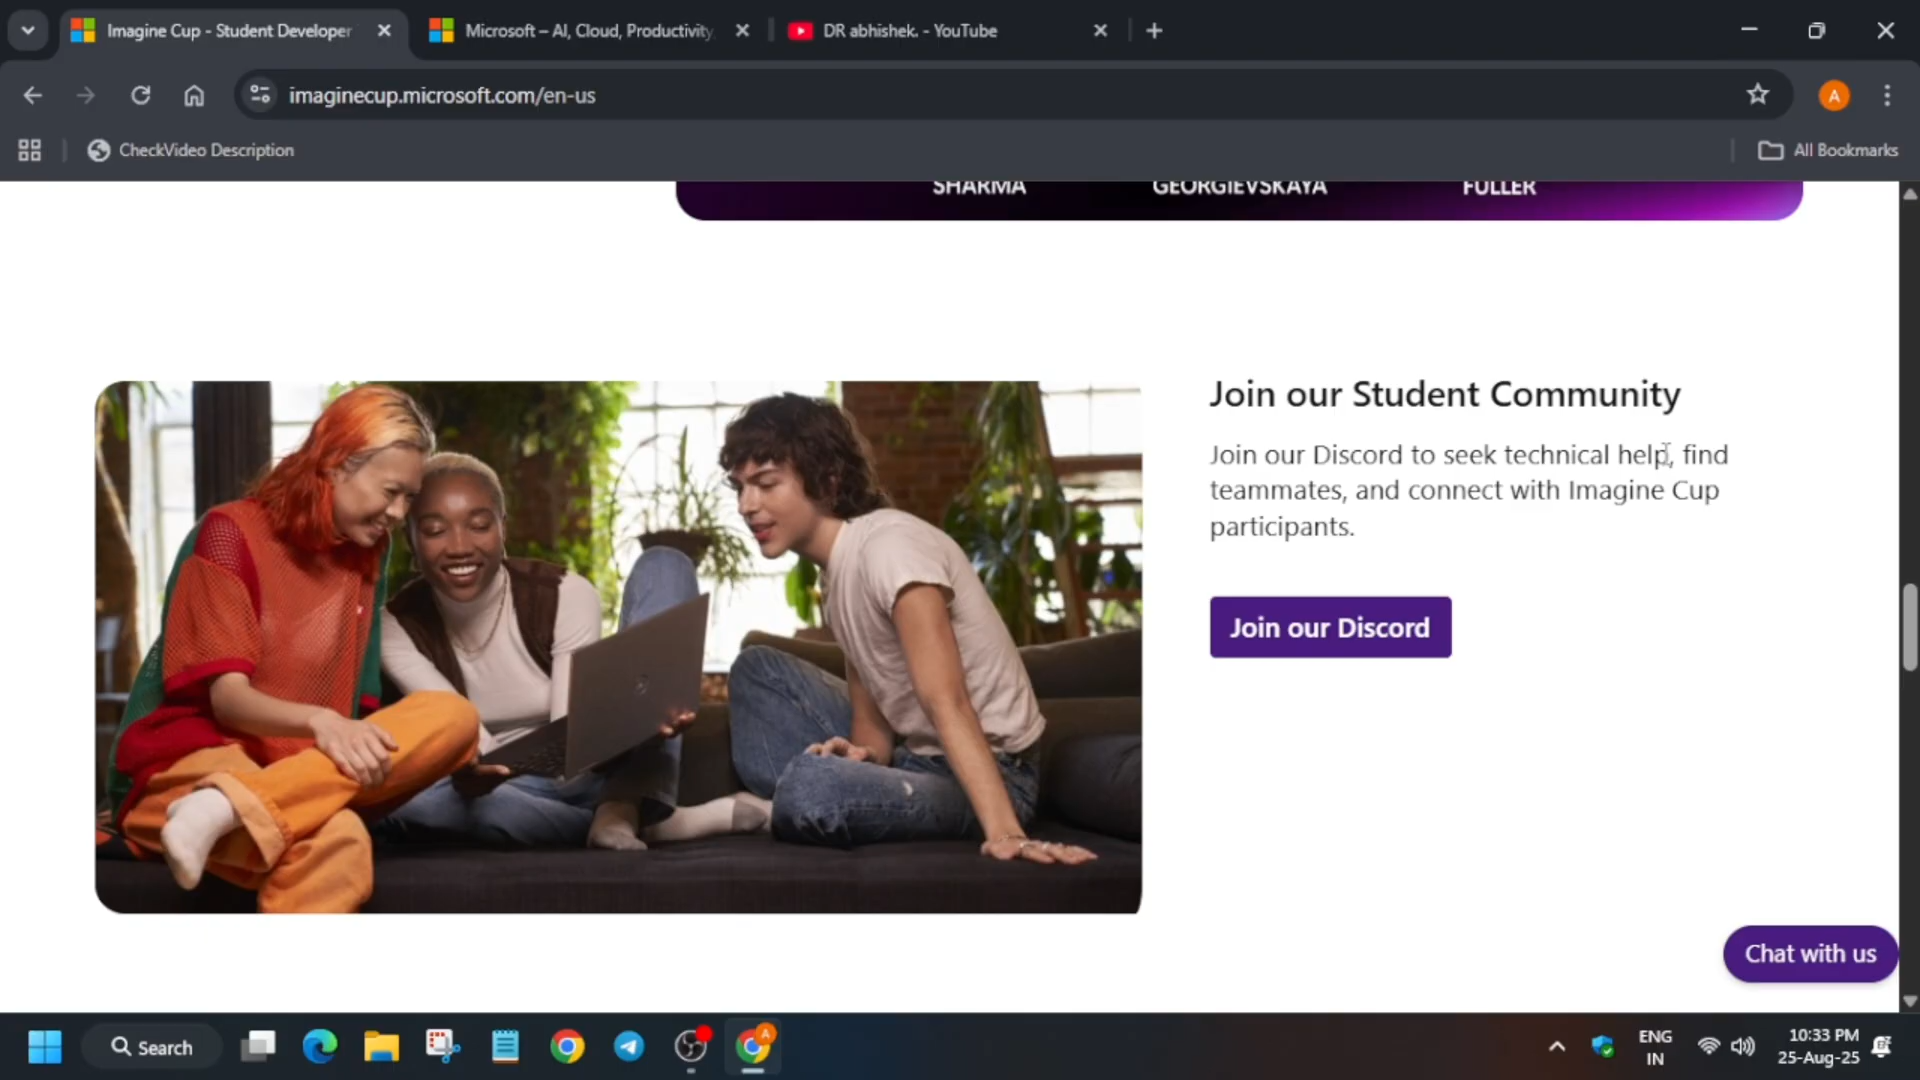 Imagine Cup - Student Developer
Microsoft – AI, Cloud, Productivity,
DR abhishek. - YouTube
imaginecup.microsoft.com/en-us
A
CheckVideo Description
All Bookmarks
SHARMA
GEORGIEVSKAYA
FULLER
Join our Student Community
Join our Discord to seek technical help, find
teammates, and connect with Imagine Cup
participants.
Join our Discord
Chat with us
Search
A
ENG
IN
10:33 PM
25-Aug-25